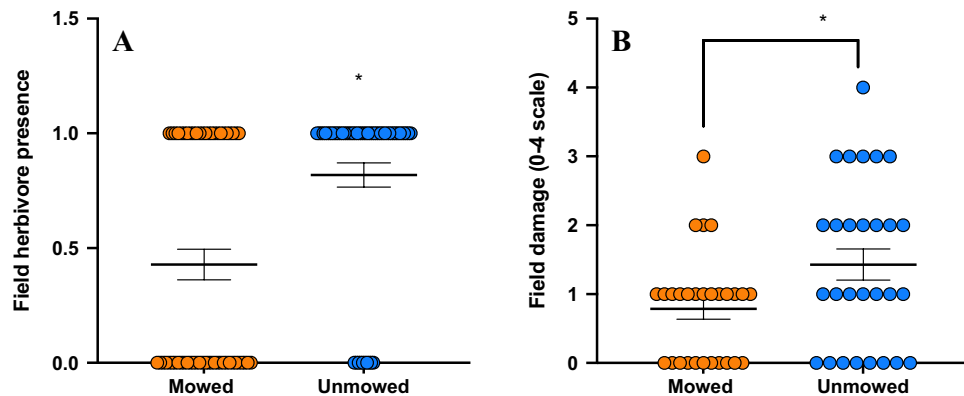 A
Field herbivore presence
1.5
1.0
0.5
0.0
*
Mowed
Unmowed
B
Field damage (0-4 scale)
5
4
3
2
1
0
*
Mowed
Unmowed